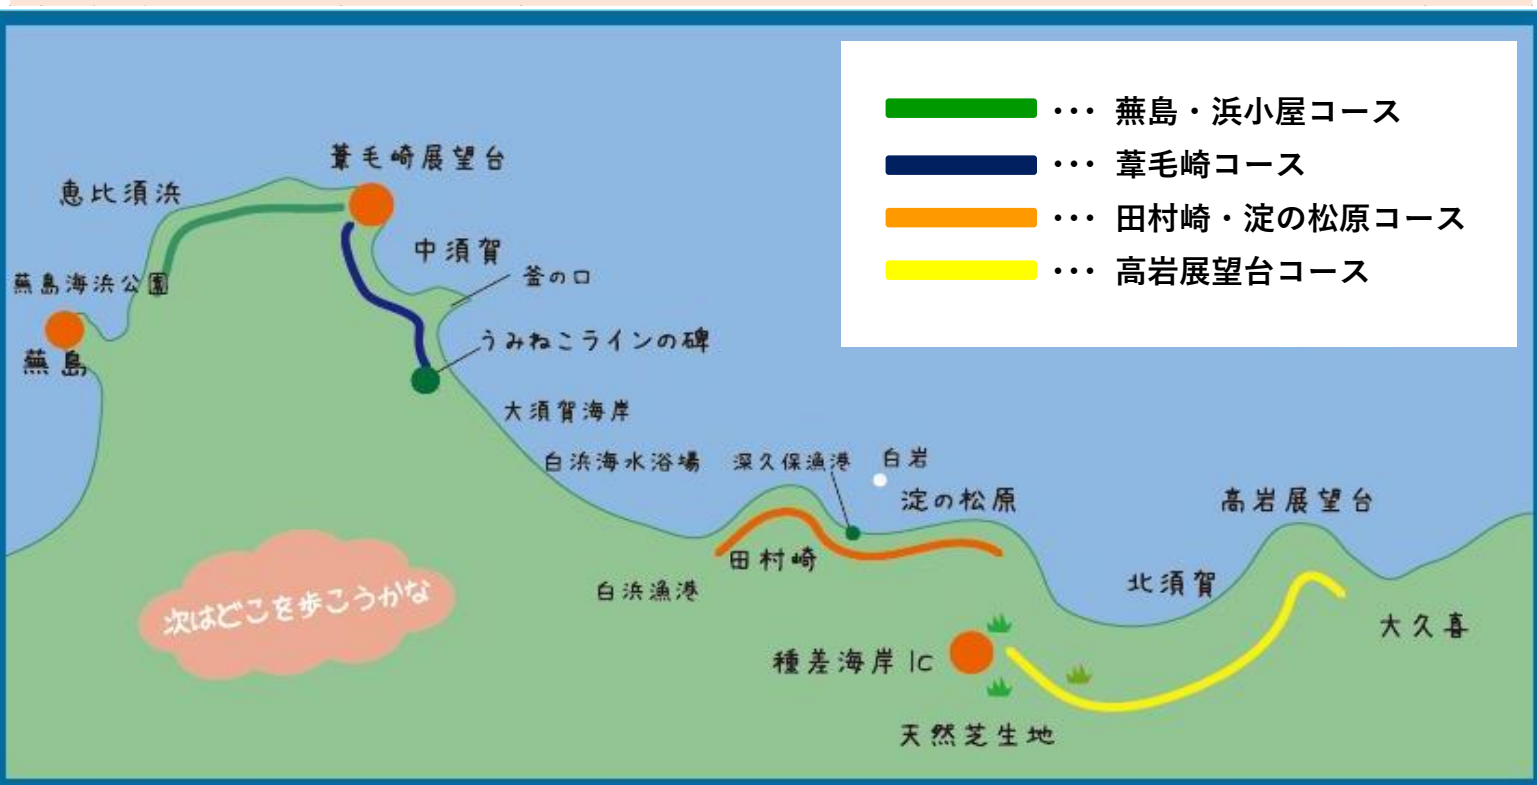 … 蕪島・浜小屋コース
… 葦毛崎コース
… 田村崎・淀の松原コース
… 高岩展望台コース
葦毛崎展望台
恵比須浜
中須賀
釜の口
蕪島海浜公園
うみねこラインの碑
蕪島
大須賀海岸
白浜海水浴場
深久保漁港
白岩
淀の松原
高岩展望台
田村崎
白浜漁港
北須賀
次はどこを歩こうかな
大久喜
種差海岸IC
天然芝生地